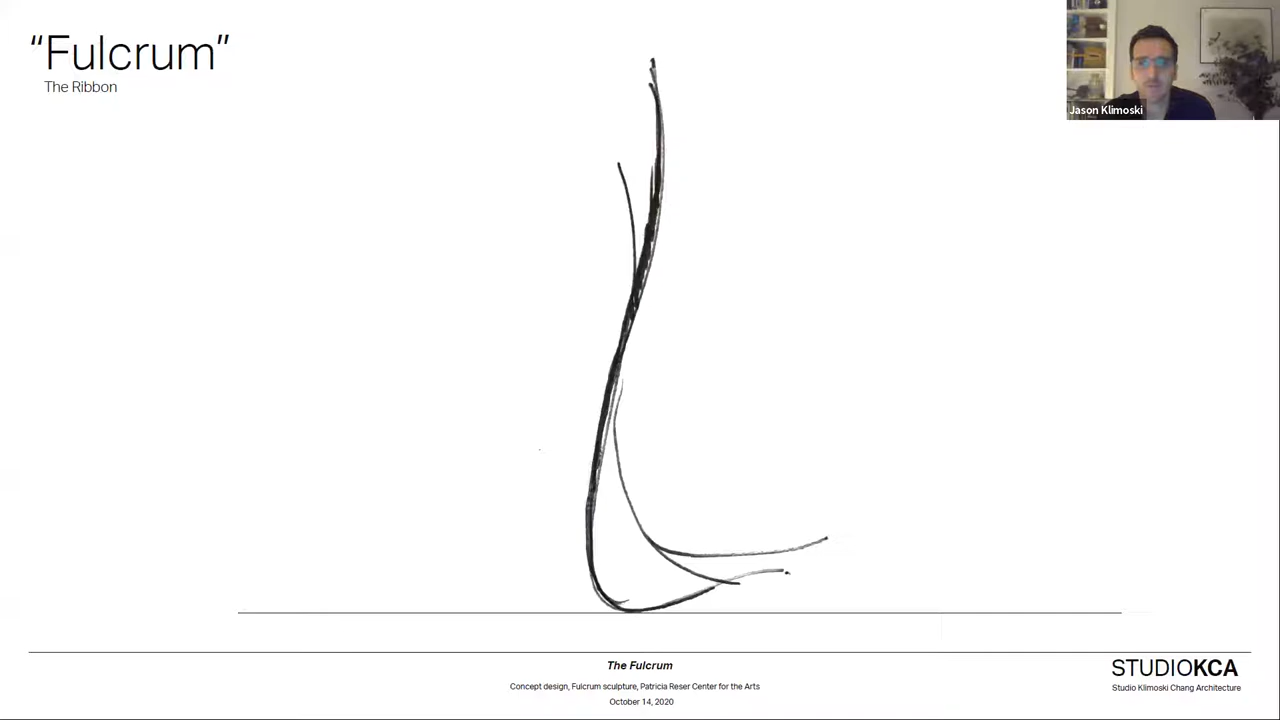 “Fulcrum”
The Ribbon
Jason Klimoski
The Fulcrum
Concept design, Fulcrum sculpture, Patricia Reser Center for the Arts
October 14, 2020
STUDIOKCA
Studio Klimoski Chang Architecture